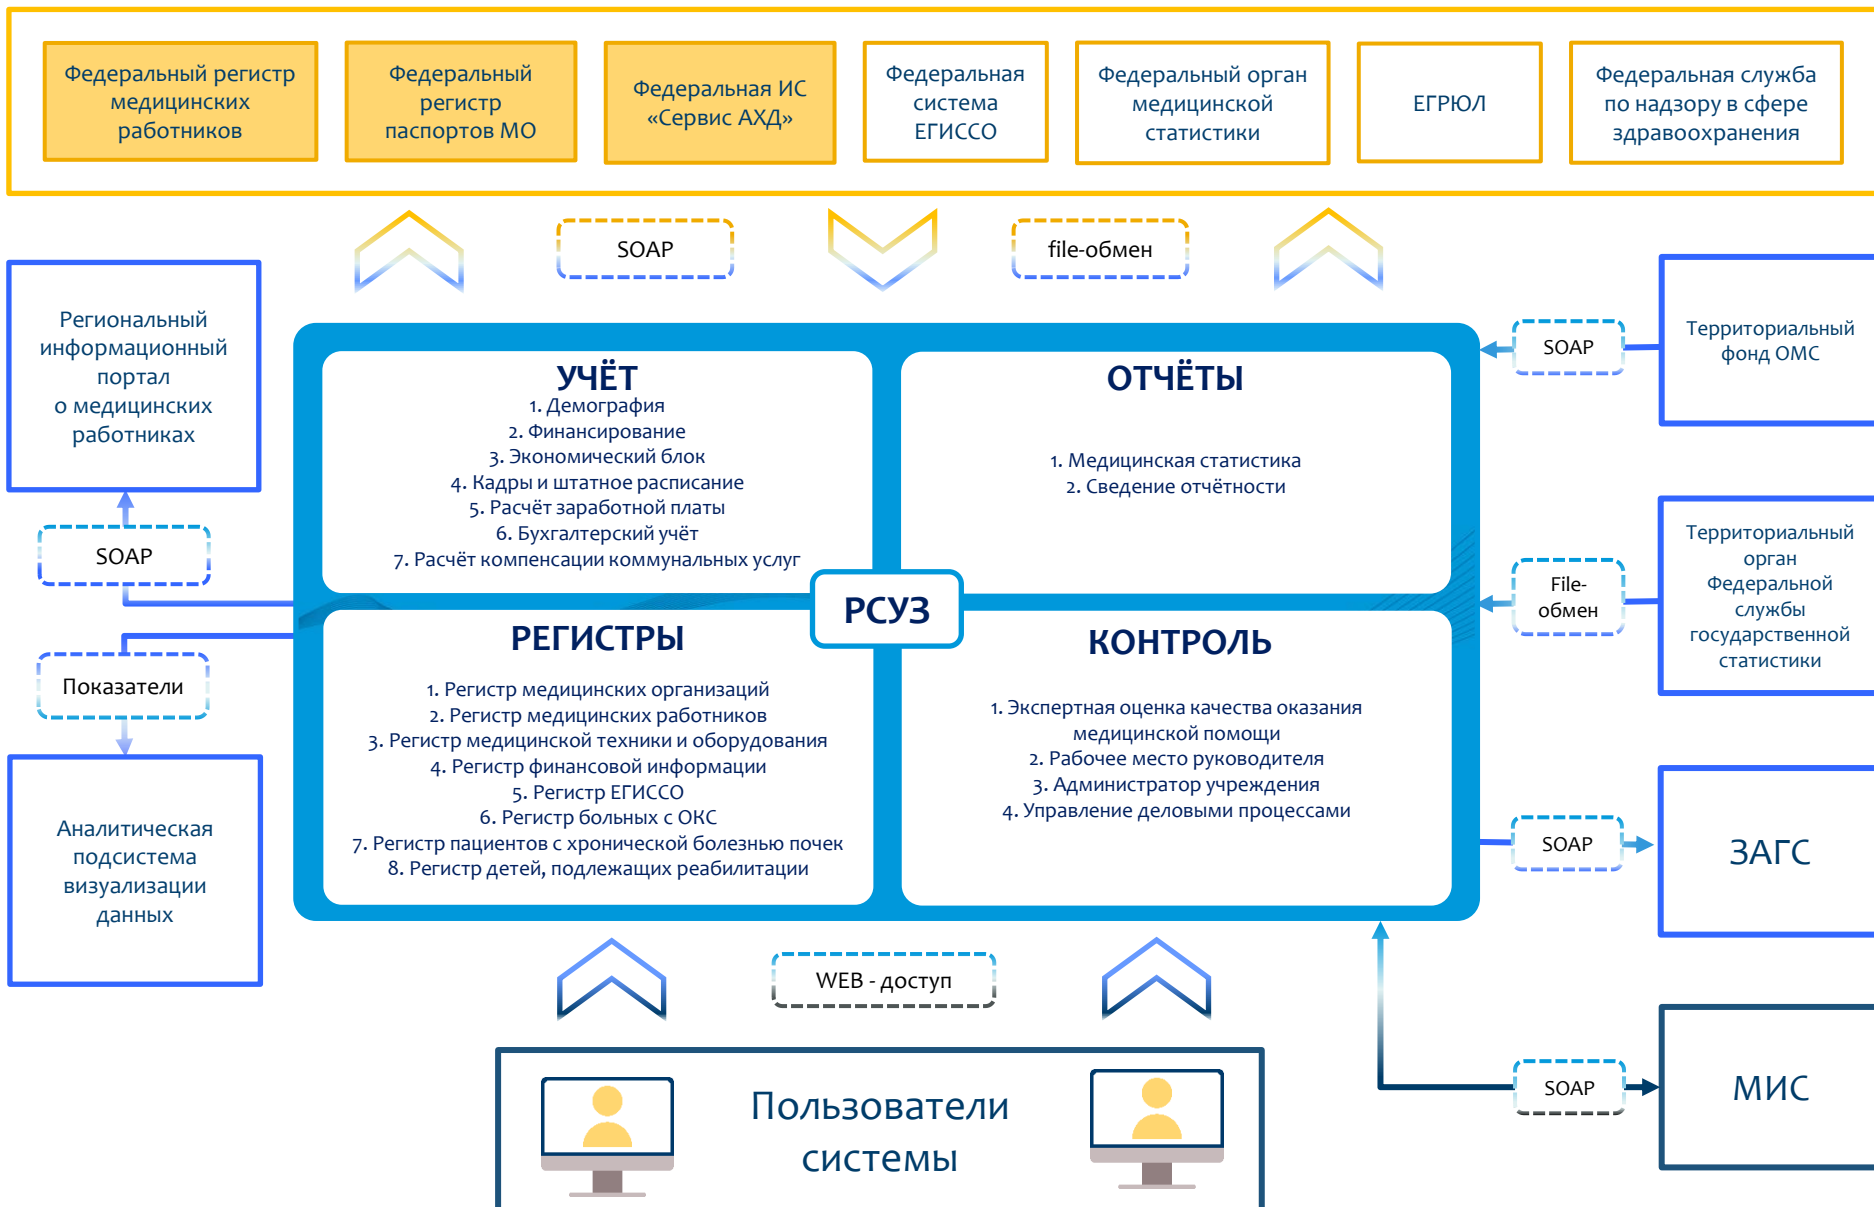 Федеральный регистр
медицинских
работников
Федеральный
регистр
паспортов МО
Федеральная ИС
«Сервис АХД»
Федеральная
система
ЕГИССО
Федеральный орган
медицинской
статистики
ЕГРЮЛ
Федеральная служба
по надзору в сфере
здравоохранения
SOAP
file-обмен
Региональный
информационный
портал
о медицинских
работниках
SOAP
Показатели
Аналитическая
подсистема
визуализации
данных
УЧЁТ
1. Демография
2. Финансирование
3. Экономический блок
4. Кадры и штатное расписание
5. Расчёт заработной платы
6. Бухгалтерский учёт
7. Расчёт компенсации коммунальных услуг
ОТЧЁТЫ
1. Медицинская статистика
2. Сведение отчётности
РСУЗ
РЕГИСТРЫ
1. Регистр медицинских организаций
2. Регистр медицинских работников
3. Регистр медицинской техники и оборудования
4. Регистр финансовой информации
5. Регистр ЕГИССО
6. Регистр больных с ОКС
7. Регистр пациентов с хронической болезнью почек
8. Регистр детей, подлежащих реабилитации
КОНТРОЛЬ
1. Экспертная оценка качества оказания
медицинской помощи
2. Рабочее место руководителя
3. Администратор учреждения
4. Управление деловыми процессами
SOAP
Территориальный
фонд ОМС
File-
обмен
Территориальный
орган
Федеральной
службы
государственной
статистики
SOAP
ЗАГС
SOAP
МИС
WEB - доступ
Пользователи
системы